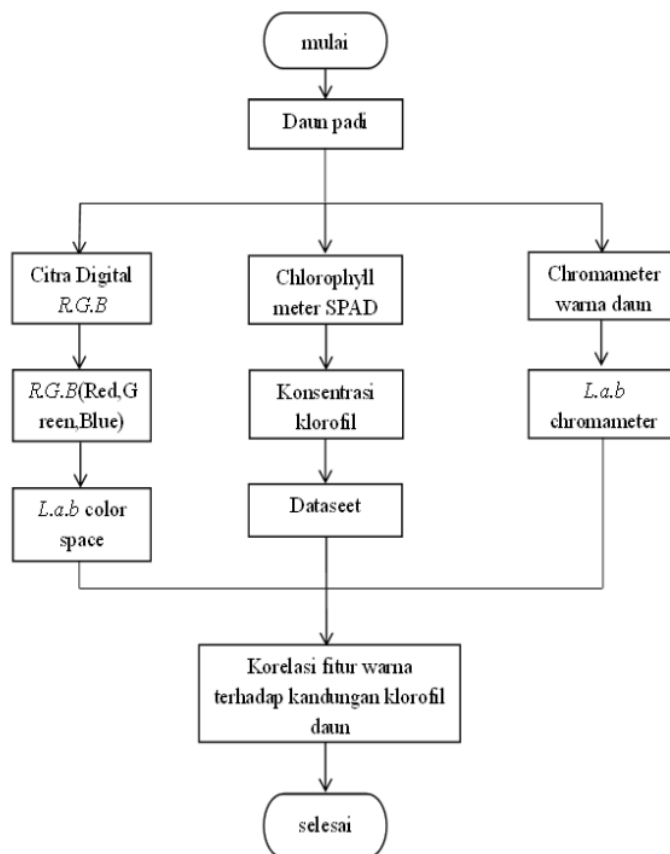 mulai
Daun padi
Citra Digital
R.G.B
Chlorophyll
meter SPAD
Chromameter
warna daun
R.G.B(Red,G
reen,Blue)
Konsentrasi
klorofil
L.a.b
chromameter
L.a.b color
space
Dataseet
Korelasi fitur warna
terhadap kandungan klorofil
daun
selesai